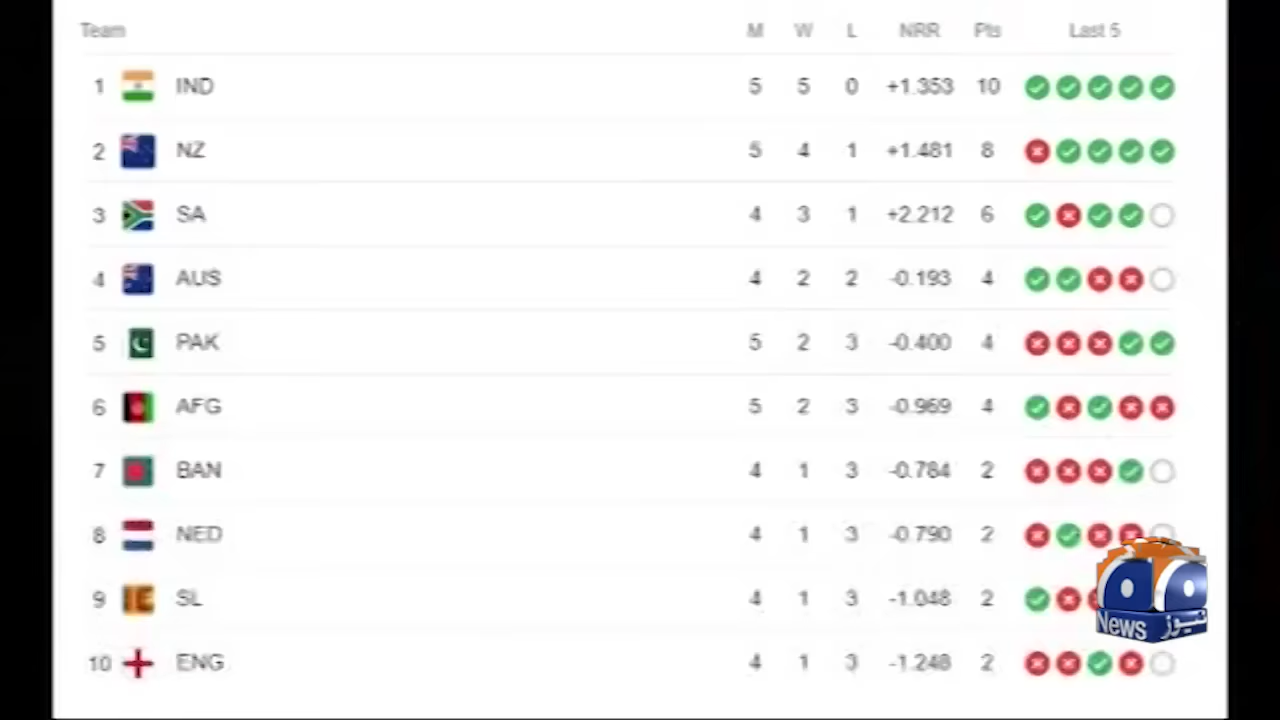 Team M W L NRR Pts Last 5
1 IND 5 5 0 +1.353 10
2 NZ 5 4 1 +1.481 8
3 SA 4 3 1 +2.212 6
4 AUS 4 2 2 -0.193 4
5 PAK 5 2 3 -0.400 4
6 AFG 5 2 3 -0.969 4
7 BAN 4 1 3 -0.784 2
8 NED 4 1 3 -0.790 2
9 SL 4 1 3 -1.048 2
News نیوز
10 ENG 4 1 3 -1.248 2